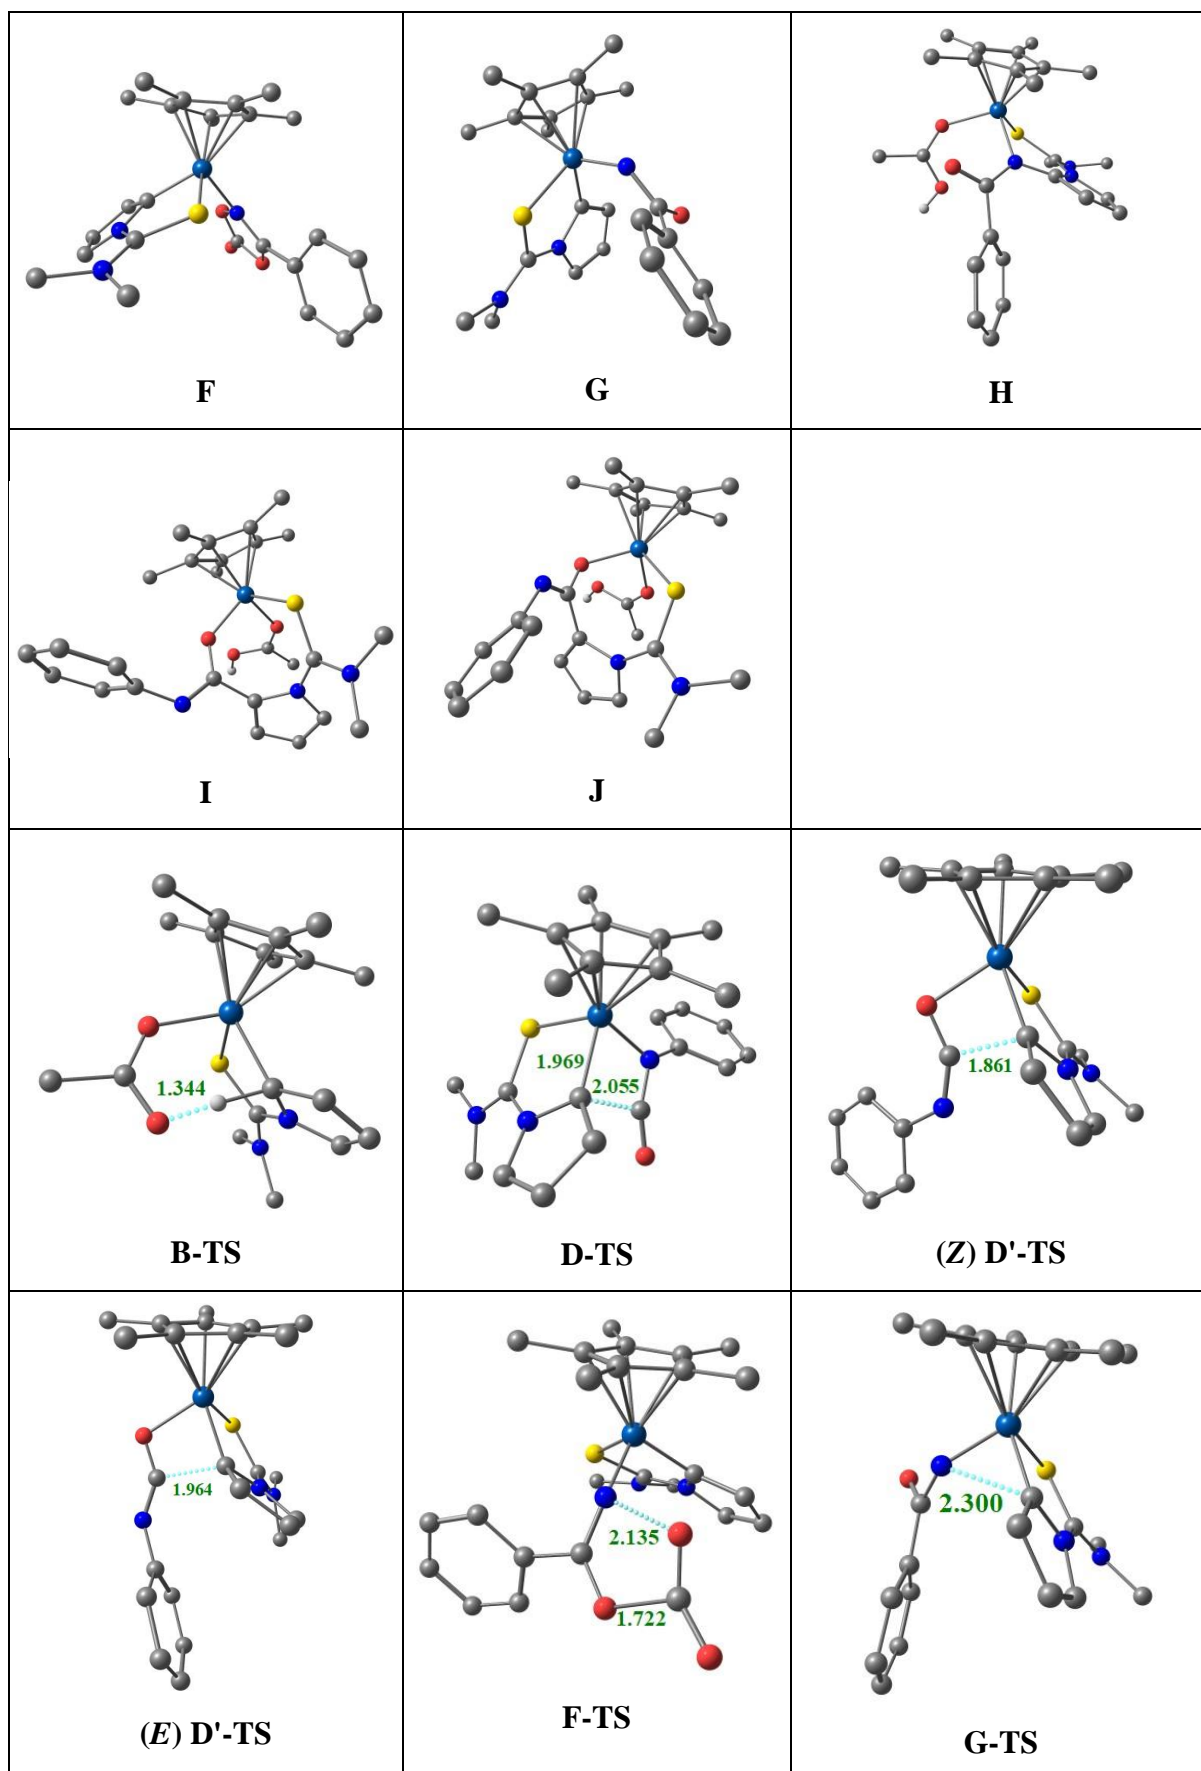 F
G
H
I
J
1.344
B-TS
1.969
2.055
D-TS
1.861
(Z) D'-TS
1.964
(E) D'-TS
2.135
1.722
F-TS
2.300
G-TS